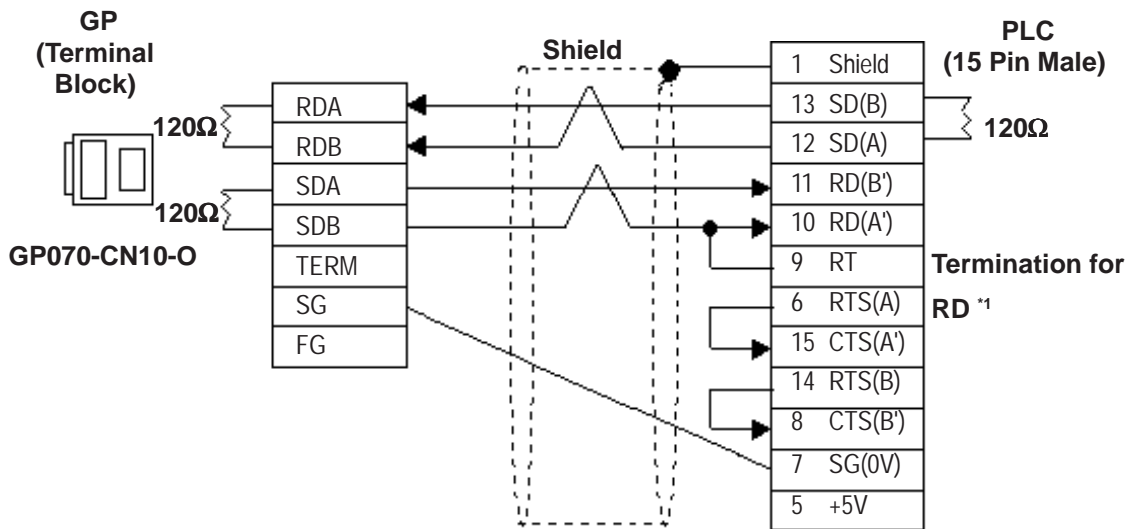 GP
(Terminal
Block)
120Ω
120Ω
GP070-CN10-O
RDA
RDB
SDA
SDB
TERM
SG
FG
Shield
PLC
(15 Pin Male)
1 Shield
13 SD(B)
12 SD(A)
11 RD(B')
10 RD(A')
9 RT
6 RTS(A)
15 CTS(A')
14 RTS(B)
8 CTS(B')
7 SG(0V)
5 +5V
120Ω
Termination for
RD *1